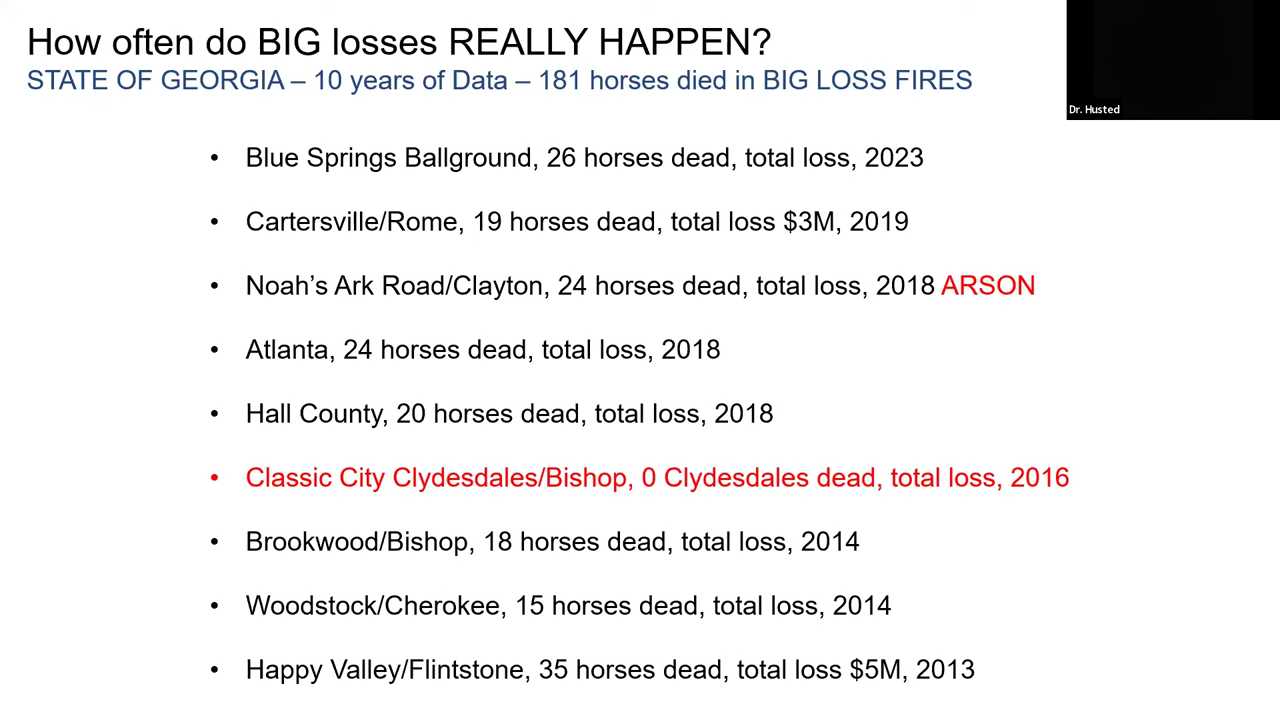 How often do BIG losses REALLY HAPPEN?
STATE OF GEORGIA – 10 years of Data – 181 horses died in BIG LOSS FIRES
Dr. Husted
• Blue Springs Ballground, 26 horses dead, total loss, 2023
• Cartersville/Rome, 19 horses dead, total loss $3M, 2019
• Noah’s Ark Road/Clayton, 24 horses dead, total loss, 2018 ARSON
• Atlanta, 24 horses dead, total loss, 2018
• Hall County, 20 horses dead, total loss, 2018
• Classic City Clydesdales/Bishop, 0 Clydesdales dead, total loss, 2016
• Brookwood/Bishop, 18 horses dead, total loss, 2014
• Woodstock/Cherokee, 15 horses dead, total loss, 2014
• Happy Valley/Flintstone, 35 horses dead, total loss $5M, 2013